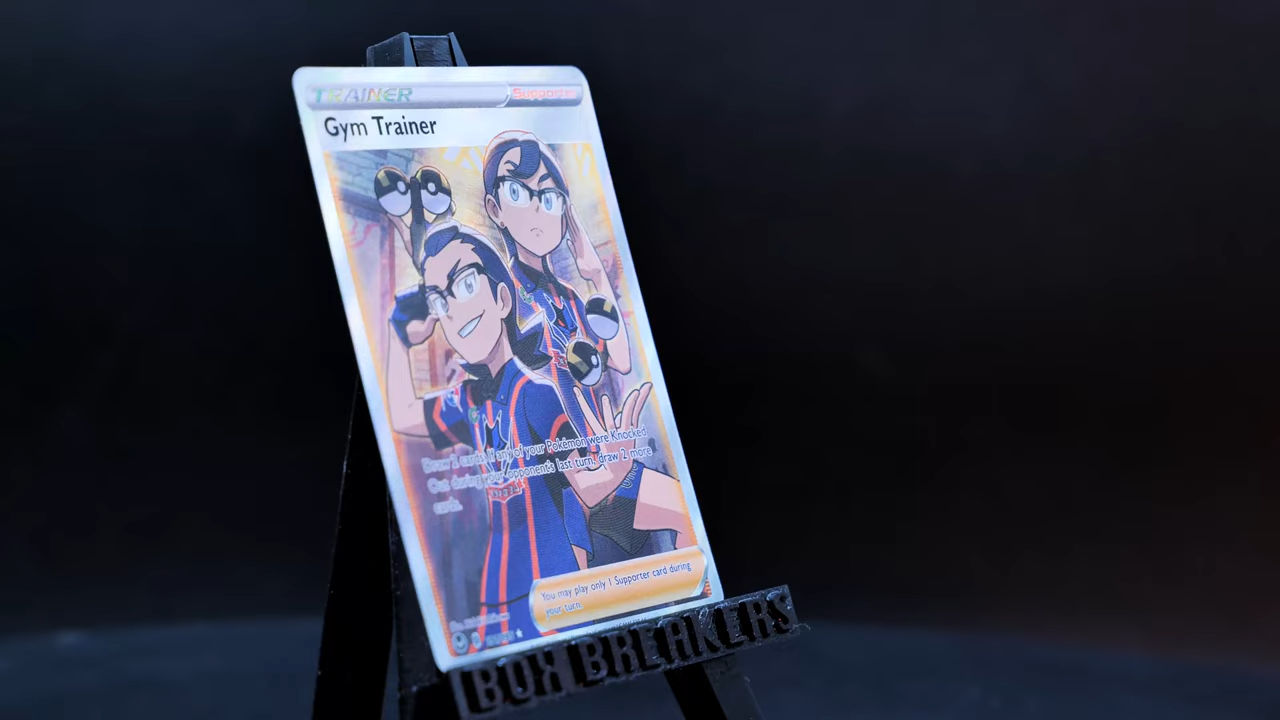 TRAINER Supporter
Gym Trainer
Draw 2 cards. If any of your Pokémon were Knocked
Out during your opponent's last turn, draw 2 more
cards.
You may play only 1 Supporter card during
your turn.
BOX BREAKERS